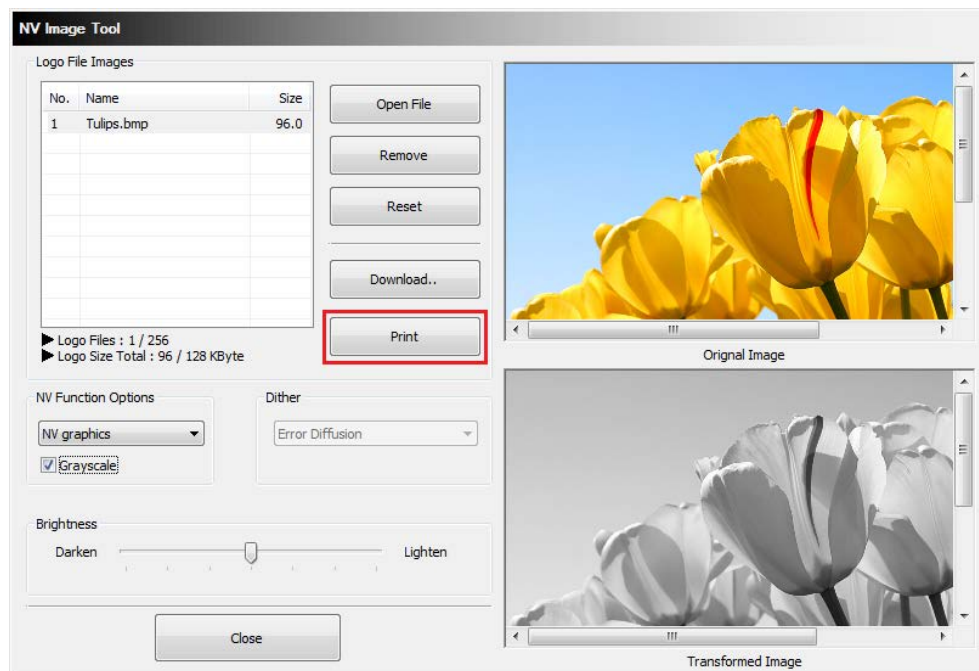 NV Image Tool
Logo File Images
No. Name Size
1 Tulips.bmp 96.0
Open File
Remove
Reset
Download..
Print
Logo Files : 1 / 256
Logo Size Total : 96 / 128 KByte
Orignal Image
NV Function Options
NV graphics
Grayscale
Dither
Error Diffusion
Brightness
Darken Lighten
Close
Transformed Image